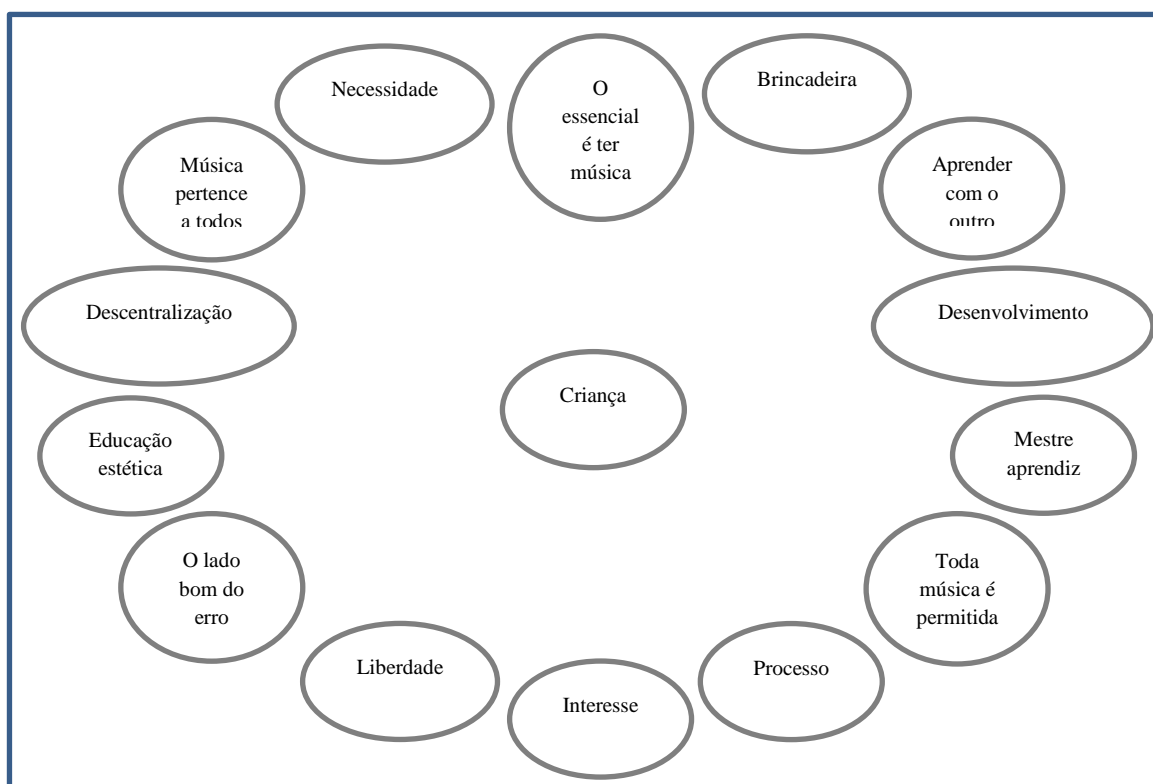 Necessidade
O
essencial
é ter
música
Brincadeira
Música
pertence
a todos
Aprender
com o
outro
Descentralização
Desenvolvimento
Criança
Educação
estética
Mestre
aprendiz
O lado
bom do
erro
Toda
música é
permitida
Liberdade
Processo
Interesse